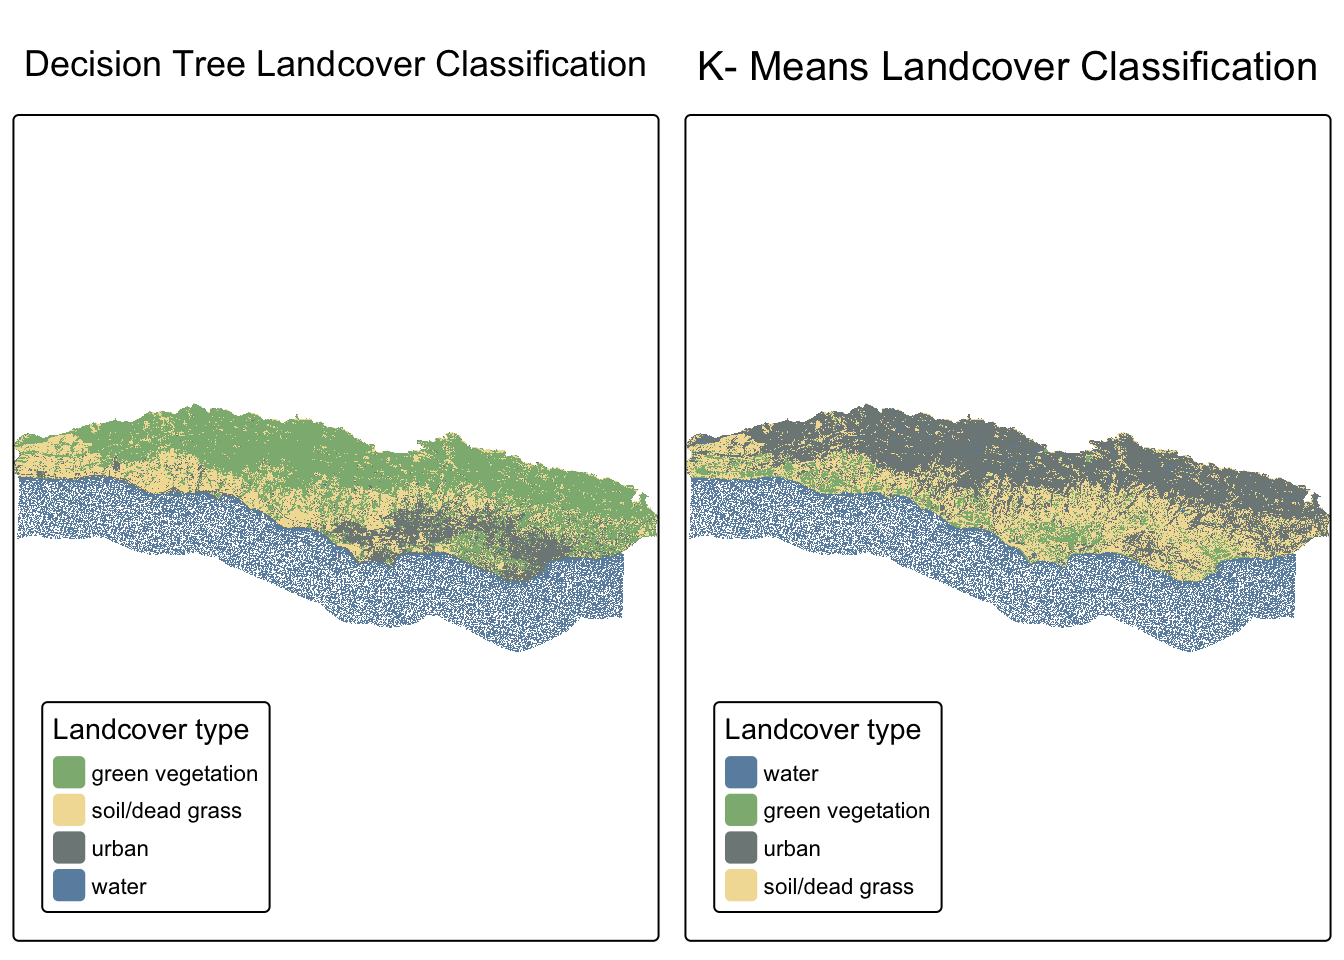 Decision Tree Landcover Classification
K- Means Landcover Classification
Landcover type
green vegetation
soil/dead grass
urban
water
Landcover type
water
green vegetation
urban
soil/dead grass